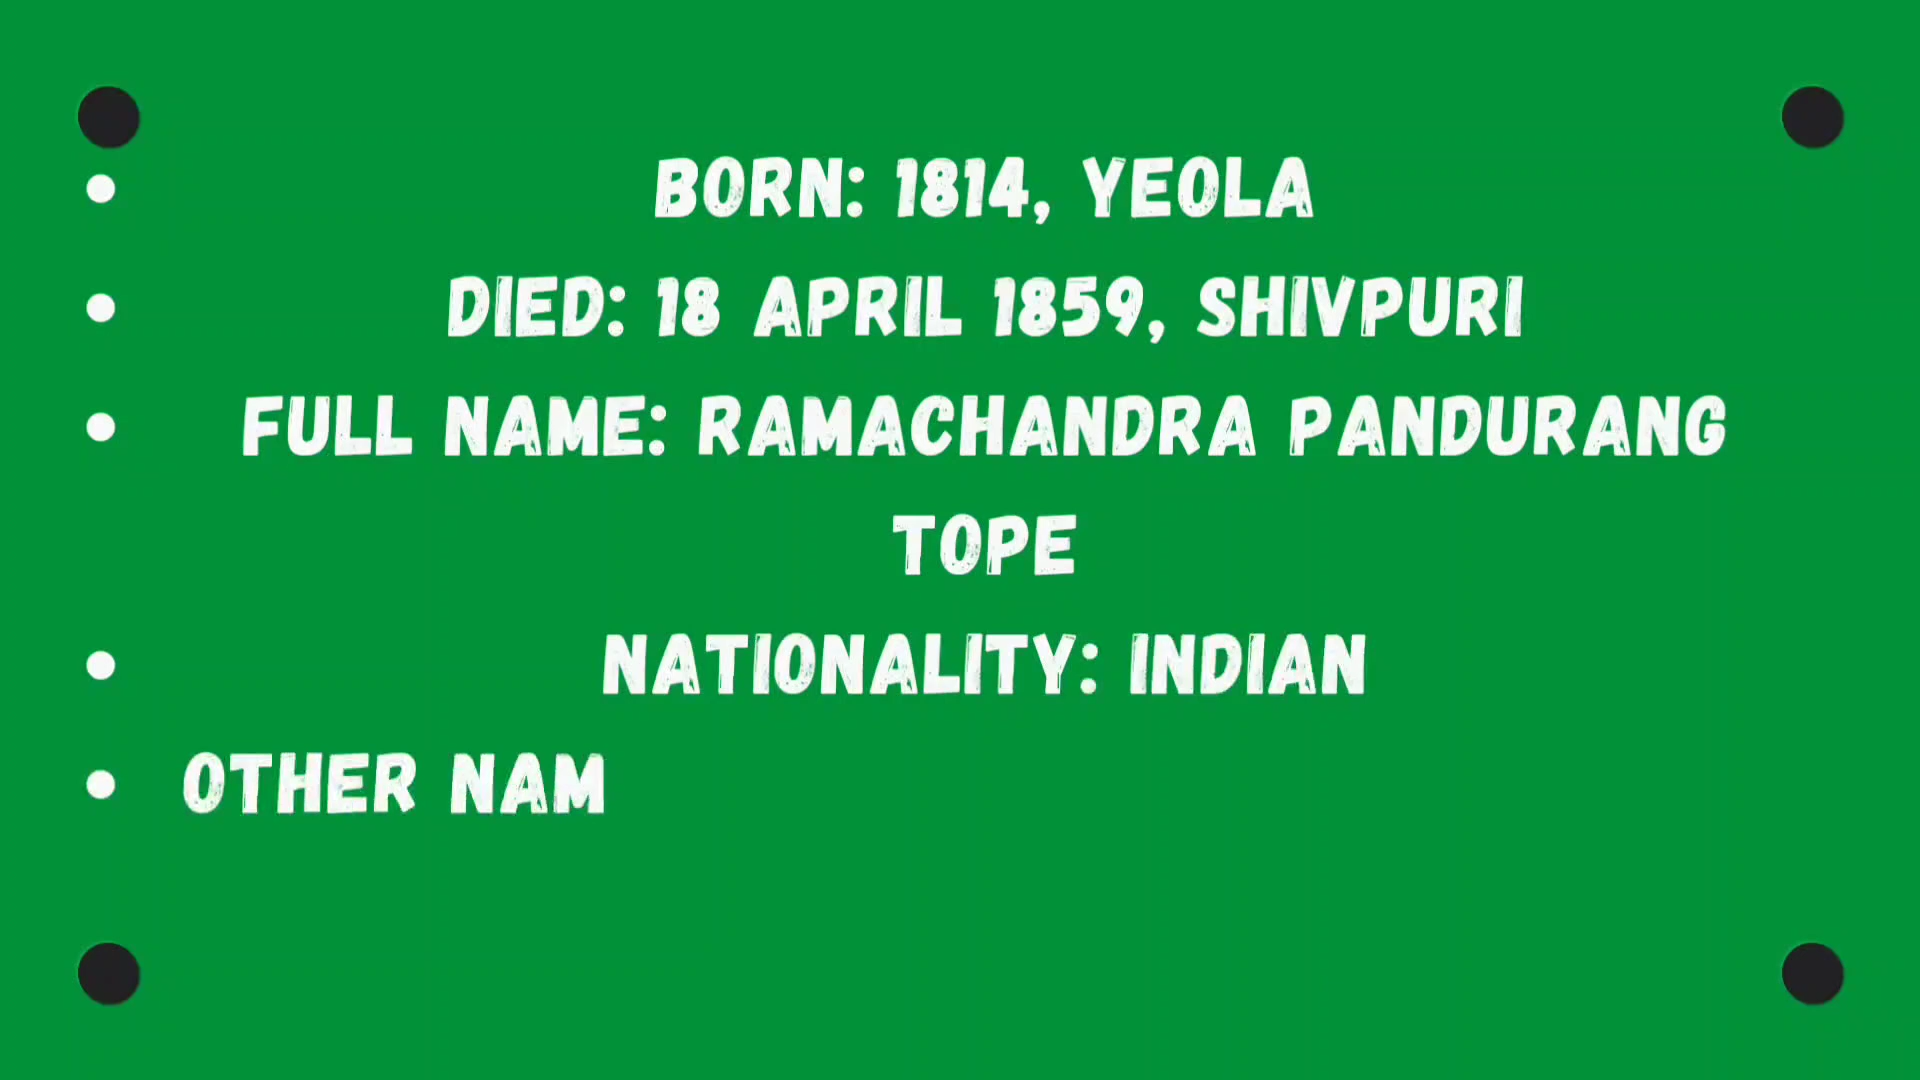 BORN: 1814, YEOLA
DIED: 18 APRIL 1859, SHIVPURI
FULL NAME: RAMACHANDRA PANDURANG
TOPE
NATIONALITY: INDIAN
OTHER NAM